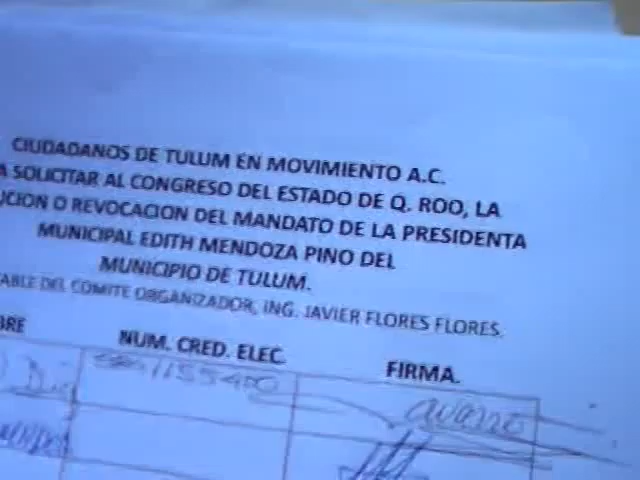 CIUDADANOS DE TULUM EN MOVIMIENTO A.C.
A SOLICITAR AL CONGRESO DEL ESTADO DE Q. ROO, LA
UCION O REVOCACION DEL MANDATO DE LA PRESIDENTA
MUNICIPAL EDITH MENDOZA PINO DEL
MUNICIPIO DE TULUM.
TABLE DEL COMITE ORGANIZADOR, ING. JAVIER FLORES FLORES.
BRE NUM. CRED. ELEC. FIRMA.